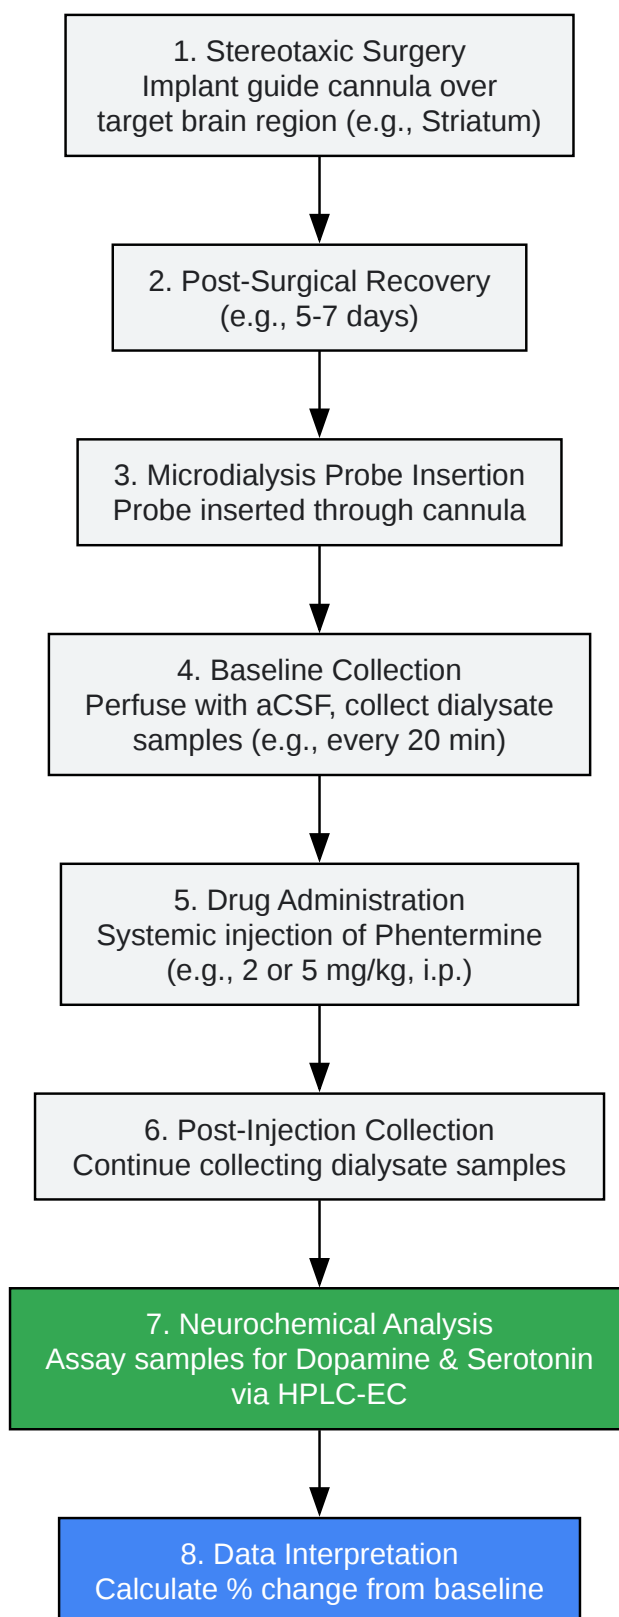 1. Stereotaxic Surgery
Implant guide cannula over
target brain region (e.g., Striatum)
2. Post-Surgical Recovery
(e.g., 5-7 days)
3. Microdialysis Probe Insertion
Probe inserted through cannula
4. Baseline Collection
Perfuse with aCSF, collect dialysate
samples (e.g., every 20 min)
5. Drug Administration
Systemic injection of Phentermine
(e.g., 2 or 5 mg/kg, i.p.)
6. Post-Injection Collection
Continue collecting dialysate samples
7. Neurochemical Analysis
Assay samples for Dopamine & Serotonin
via HPLC-EC
8. Data Interpretation
Calculate % change from baseline